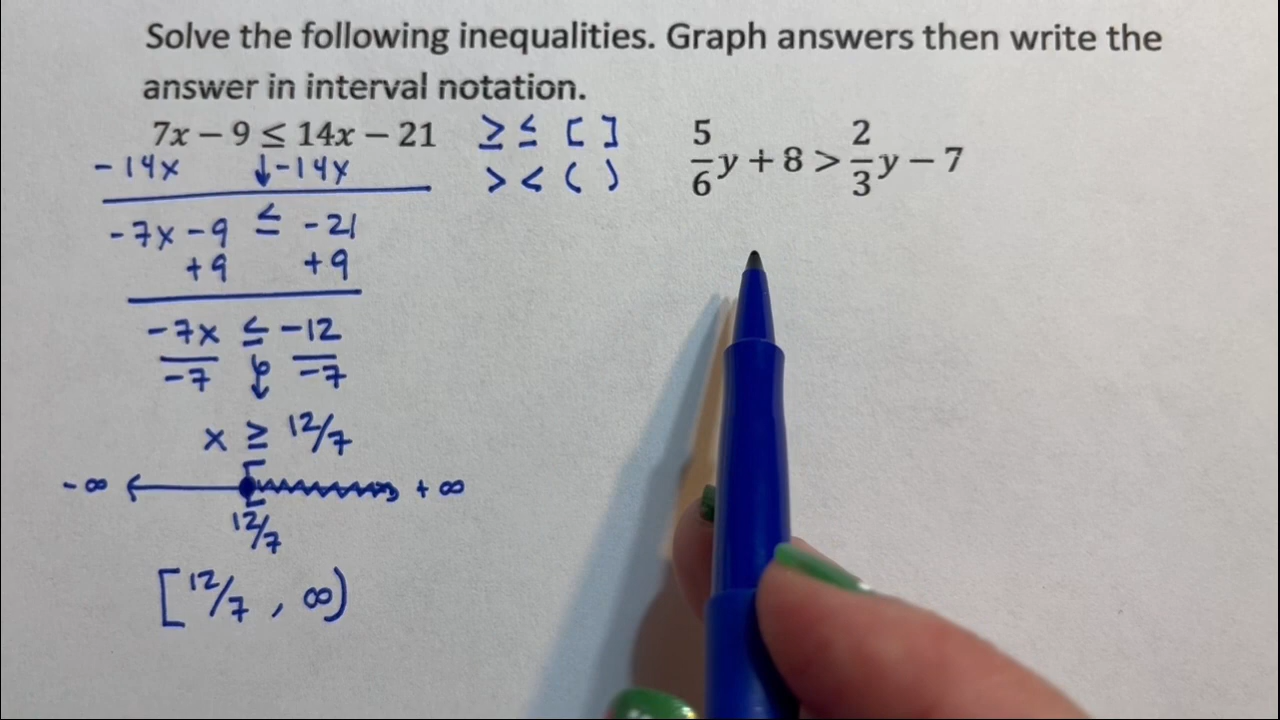 Solve the following inequalities. Graph answers then write the
answer in interval notation.
7x − 9 ≤ 14x − 21
-14x ↓ -14x
-7x -9 ≤ -21
+9 +9
-7x ≤ -12
-7 -7
x ≥ 12/7
-∞ [ +∞
12/7
[12/7, ∞)
≥ ≤ [ ]
> < ( )
5/6 y + 8 > 2/3 y − 7